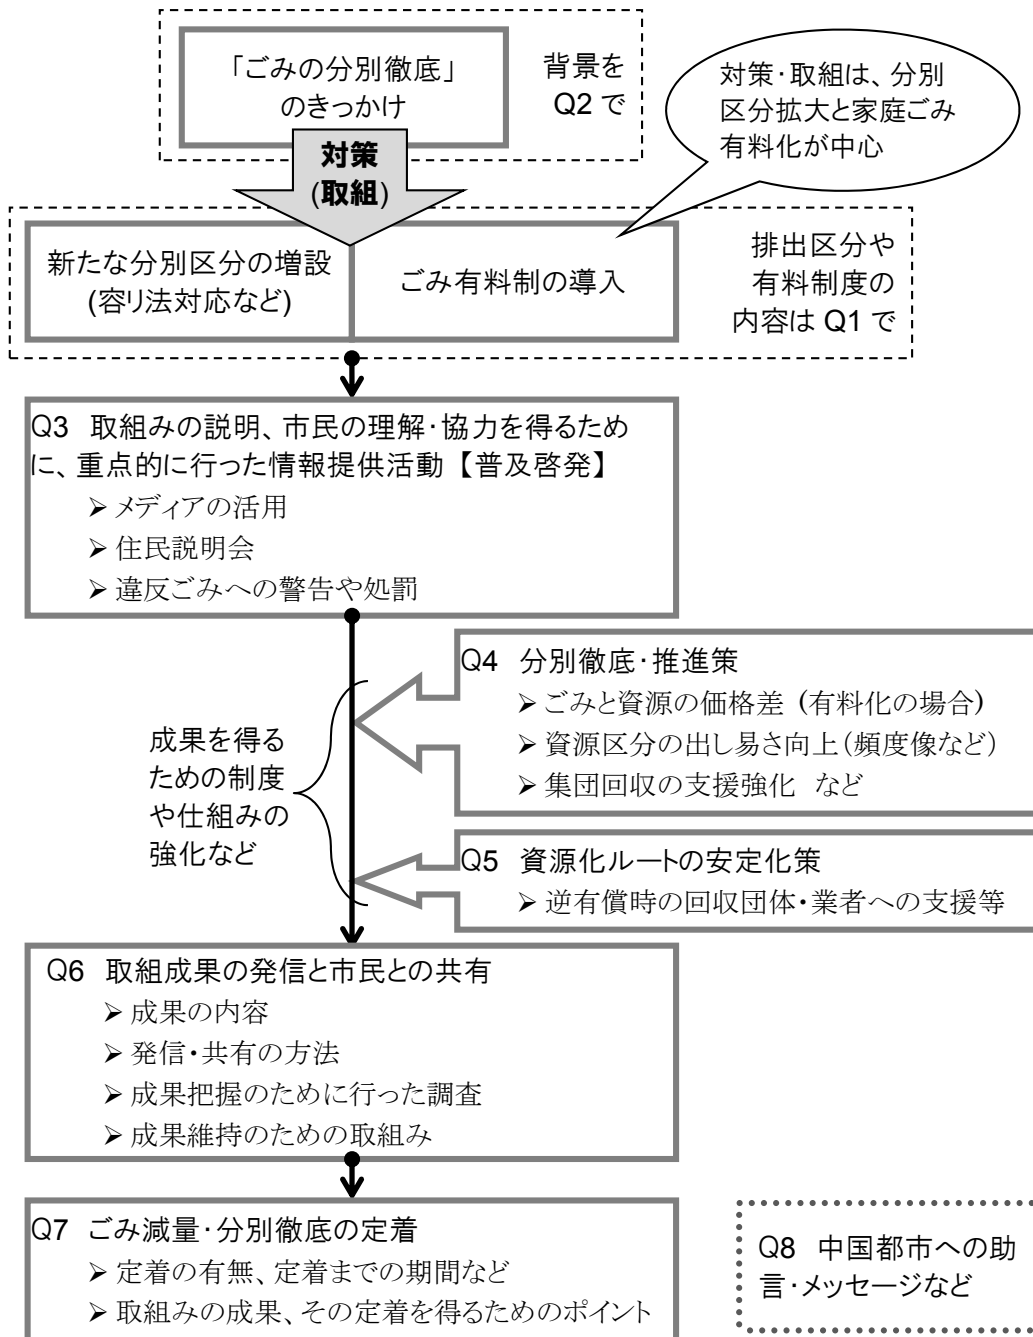 「ごみの分別徹底」
のきっかけ
背景を
Q2 で
対策・取組は、分別
区分拡大と家庭ごみ
有料化が中心
対策
(取組)
新たな分別区分の増設
(容リ法対応など)
ごみ有料制の導入
排出区分や
有料制度の
内容は Q1 で
Q3 取組みの説明、市民の理解・協力を得るため
に、重点的に行った情報提供活動【普及啓発】
➢ メディアの活用
➢ 住民説明会
➢ 違反ごみへの警告や処罰
成果を得る
ための制度
や仕組みの
強化など
Q4 分別徹底・推進策
➢ ごみと資源の価格差 (有料化の場合)
➢ 資源区分の出し易さ向上(頻度像など)
➢ 集団回収の支援強化 など
Q5 資源化ルートの安定化策
➢ 逆有償時の回収団体・業者への支援等
Q6 取組成果の発信と市民との共有
➢ 成果の内容
➢ 発信・共有の方法
➢ 成果把握のために行った調査
➢ 成果維持のための取組み
Q7 ごみ減量・分別徹底の定着
➢ 定着の有無、定着までの期間など
➢ 取組みの成果、その定着を得るためのポイント
Q8 中国都市への助
言・メッセージなど